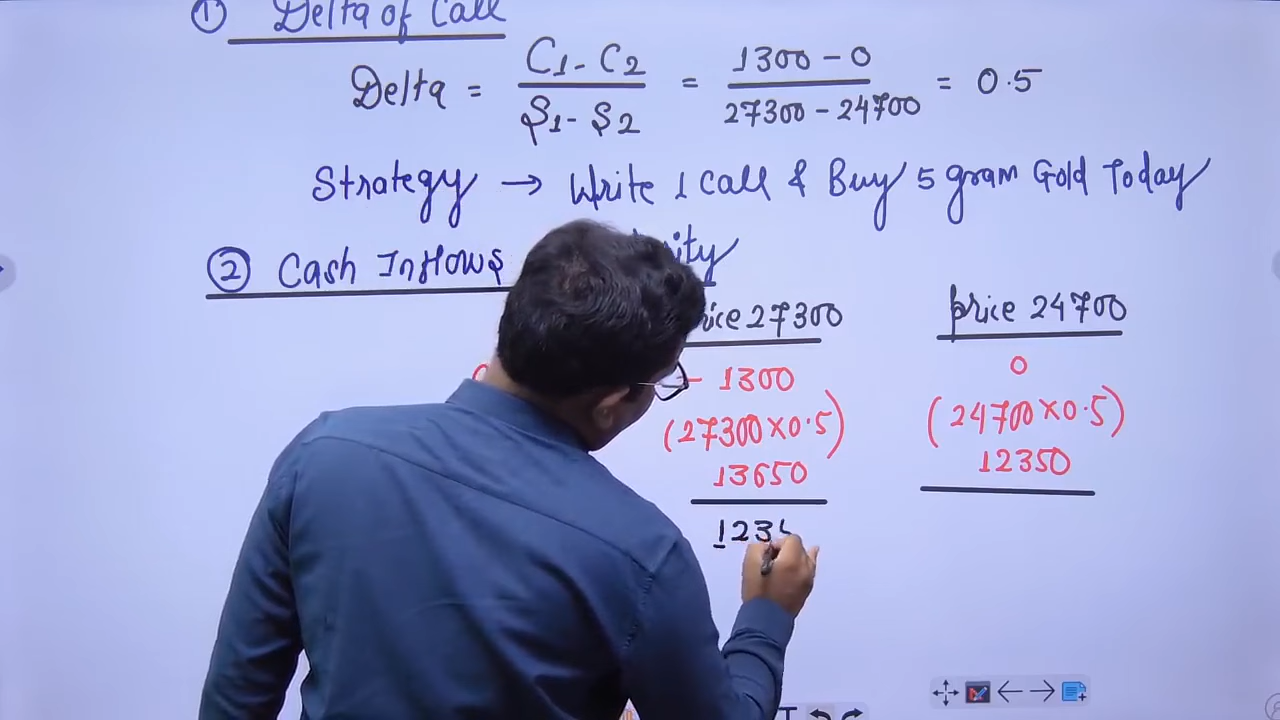 ① Delta of Call
Delta = C1 - C2 / S1 - S2 = 1300 - 0 / 27300 - 24700 = 0.5
Strategy → Write 1 Call & Buy 5 gram Gold Today
② Cash Inflows
27300
price 24700
- 1300
0
(27300×0.5)
(24700×0.5)
13650
12350
123